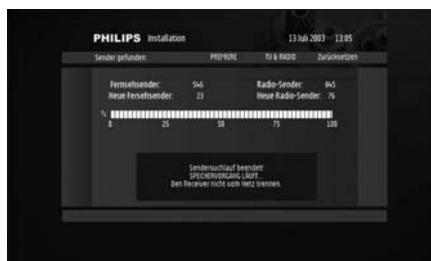 PHILIPS Installation 13 Juli 2003 13:05
Sender gefunden: PREMIERE TV & RADIO Zurücksetzen
Fernsehsender: 546 Radio-Sender: 845
Neue Fersehsender: 23 Neue Radio-Sender: 76
%
0 25 50 75 100
Sendersuchlauf beendet!
SPEICHERVORGANG LÄUFT...
Den Receiver nicht vom Netz trennen.